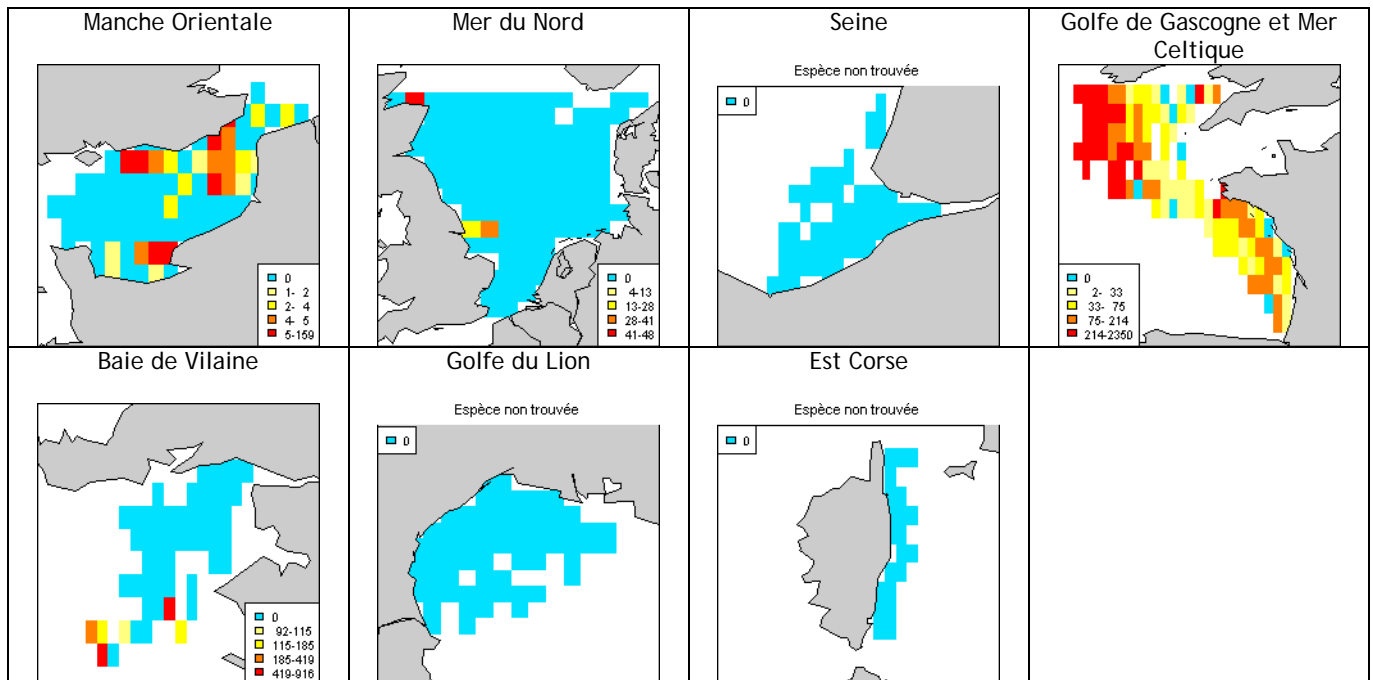 Manche Orientale
0
1- 2
2- 4
4- 5
5-159
Mer du Nord
0
4-13
13-28
28-41
41-48
Seine
Espèce non trouvée
0
Golfe de Gascogne et Mer
Celtique
0
2- 33
33- 75
75- 214
214-2350
Baie de Vilaine
0
92-115
115-185
185-419
419-916
Golfe du Lion
Espèce non trouvée
0
Est Corse
Espèce non trouvée
0